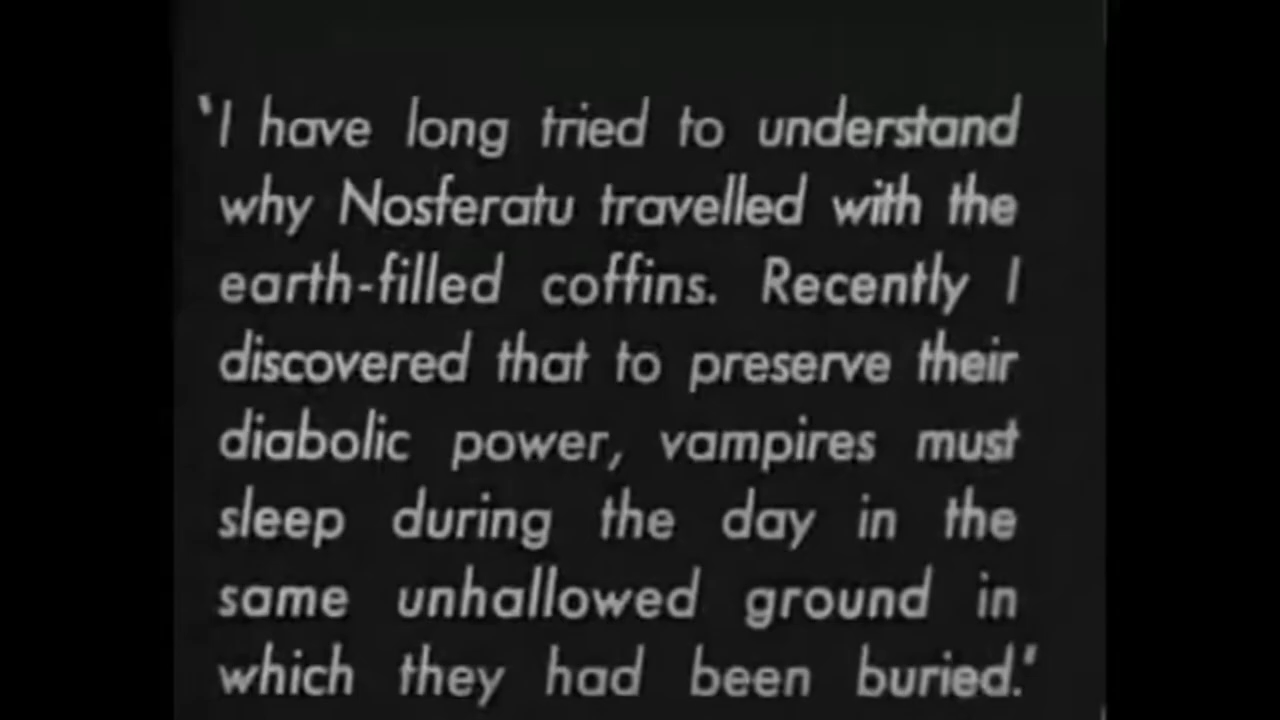 'I have long tried to understand
why Nosferatu travelled with the
earth-filled coffins. Recently I
discovered that to preserve their
diabolic power, vampires must
sleep during the day in the
same unhallowed ground in
which they had been buried.'